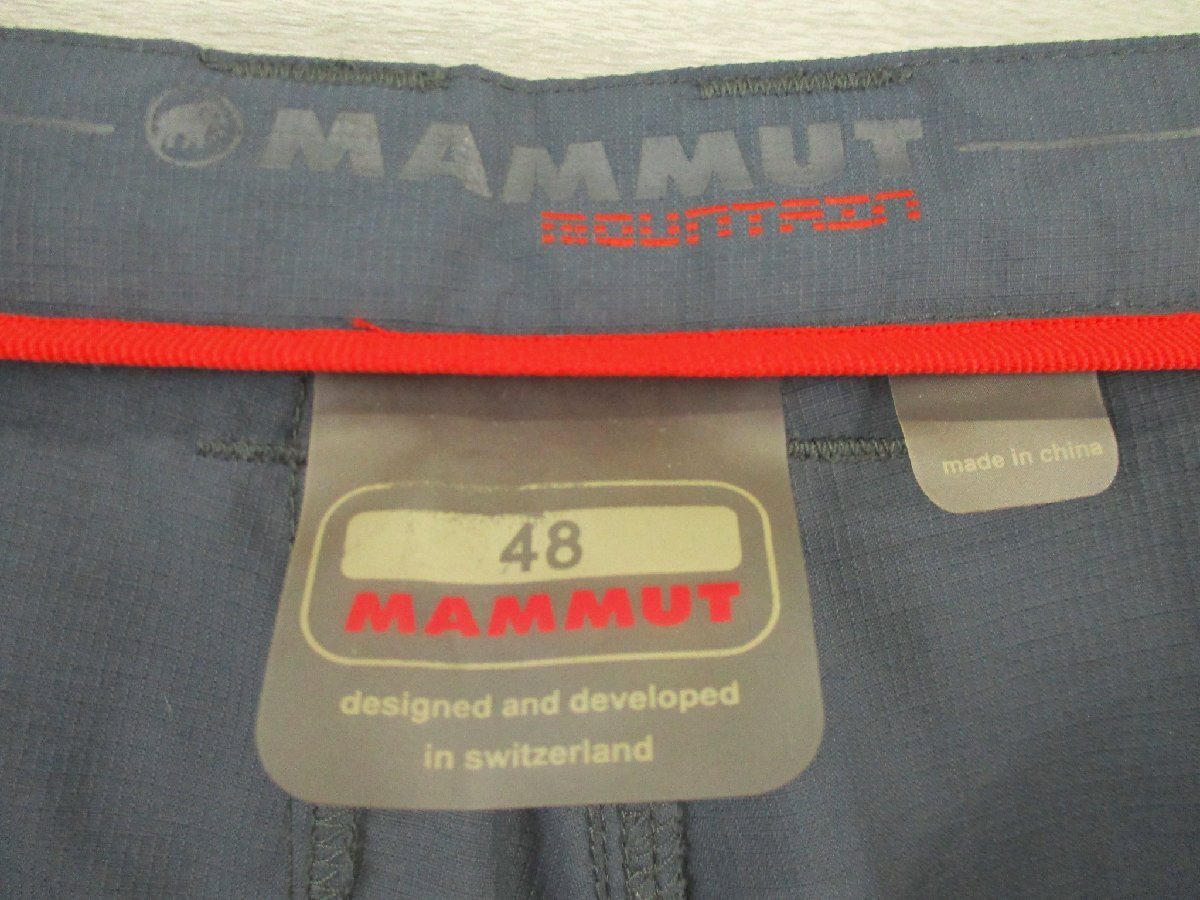 MAMMUT
mountain
48
MAMMUT
designed and developed
in switzerland
made in china